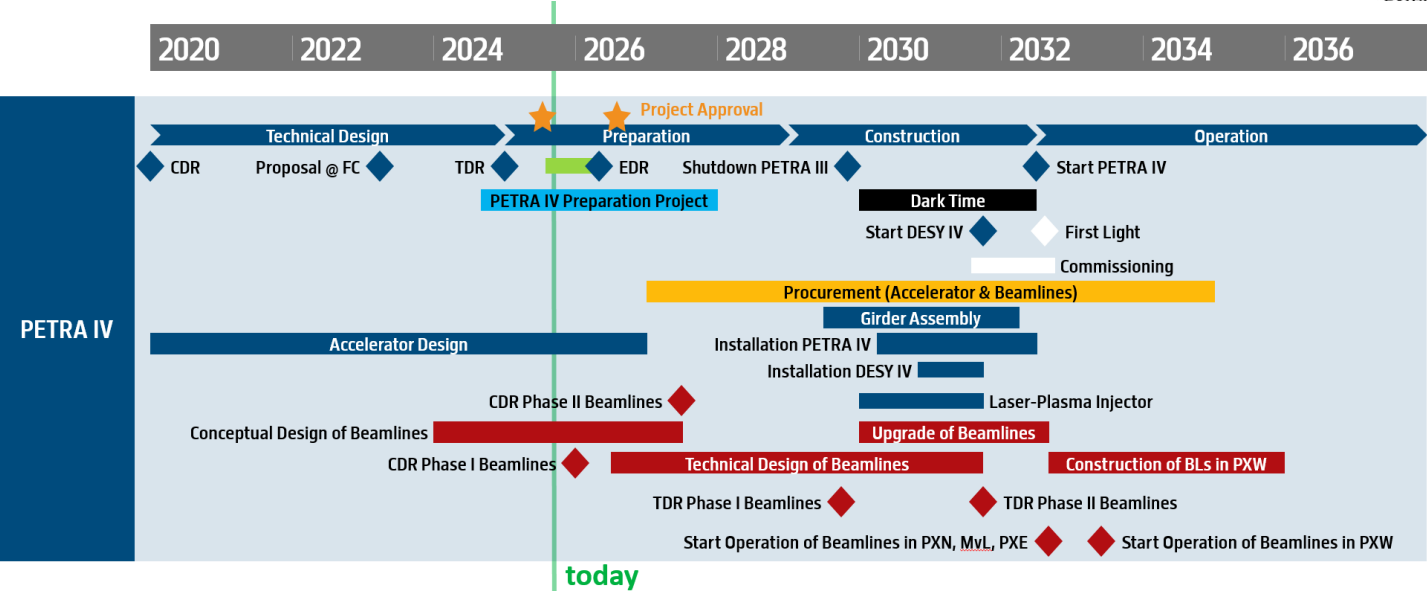 2020 2022 2024 2026 2028 2030 2032 2034 2036
Project Approval
Technical Design Preparation Construction Operation
CDR Proposal @ FC TDR EDR Shutdown PETRA III Start PETRA IV
PETRA IV Preparation Project Dark Time
Start DESY IV First Light
Commissioning
Procurement (Accelerator & Beamlines)
Girder Assembly
PETRA IV
Accelerator Design Installation PETRA IV
Installation DESY IV
CDR Phase II Beamlines Laser-Plasma Injector
Conceptual Design of Beamlines Upgrade of Beamlines
CDR Phase I Beamlines Technical Design of Beamlines Construction of BLs in PXW
TDR Phase I Beamlines TDR Phase II Beamlines
Start Operation of Beamlines in PXN, MvL, PXE Start Operation of Beamlines in PXW
today